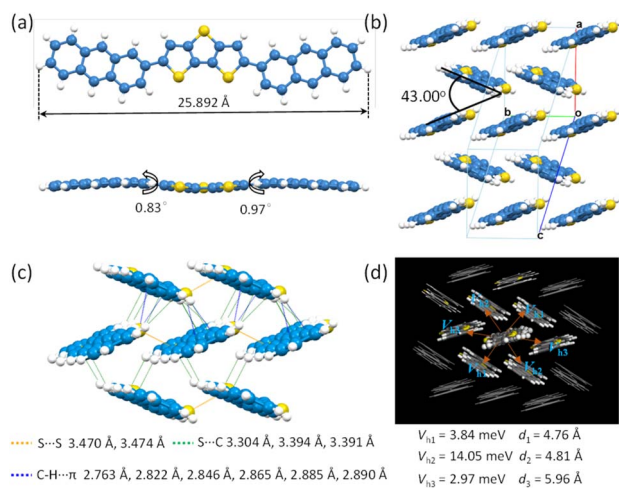 (a)
25.892 Å
0.83°
0.97°
(b)
a
43.00°
b
o
c
(c)
S···S 3.470 Å, 3.474 Å
S···C 3.304 Å, 3.394 Å, 3.391 Å
C-H···π 2.763 Å, 2.822 Å, 2.846 Å, 2.865 Å, 2.885 Å, 2.890 Å
(d)
Vh3
Vh1
Vh2
Vh1 = 3.84 meV d1 = 4.76 Å
Vh2 = 14.05 meV d2 = 4.81 Å
Vh3 = 2.97 meV d3 = 5.96 Å